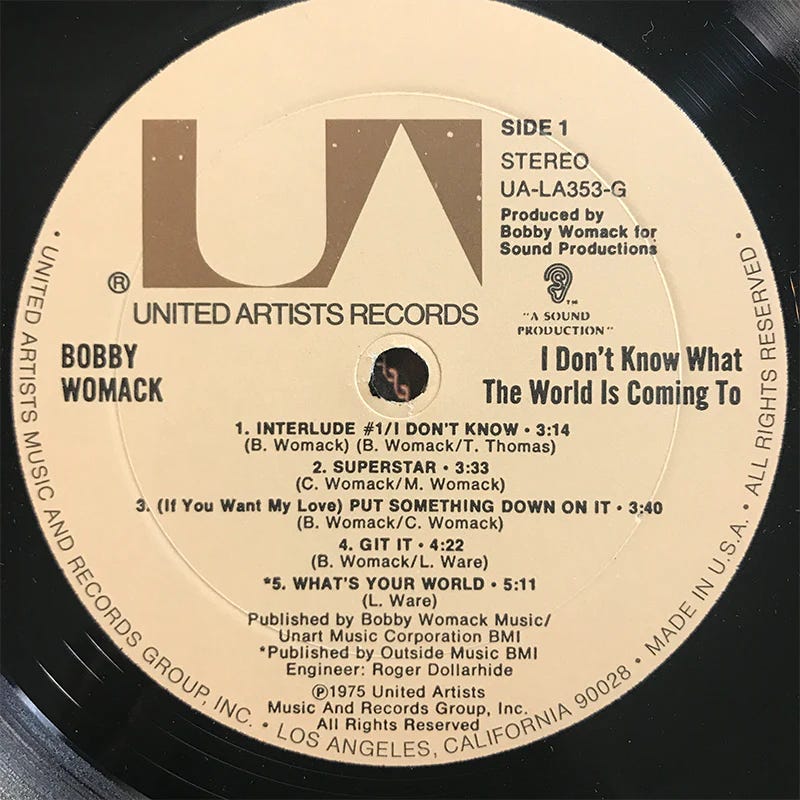 UA
®
UNITED ARTISTS RECORDS
SIDE 1
STEREO
UA-LA353-G
Produced by
Bobby Womack for
Sound Productions
™
"A SOUND
PRODUCTION"
BOBBY
WOMACK
I Don't Know What
The World Is Coming To
1. INTERLUDE #1/I DON'T KNOW • 3:14
(B. Womack) (B. Womack/T. Thomas)
2. SUPERSTAR • 3:33
(C. Womack/M. Womack)
3. (If You Want My Love) PUT SOMETHING DOWN ON IT • 3:40
(B. Womack/C. Womack)
4. GIT IT • 4:22
(B. Womack/L. Ware)
*5. WHAT'S YOUR WORLD • 5:11
(L. Ware)
Published by Bobby Womack Music/
Unart Music Corporation BMI
*Published by Outside Music BMI
Engineer: Roger Dollarhide
℗1975 United Artists
Music And Records Group, Inc.
All Rights Reserved
• UNITED ARTISTS MUSIC AND RECORDS GROUP, INC. • LOS ANGELES, CALIFORNIA 90028 • MADE IN U.S.A. • ALL RIGHTS RESERVED •